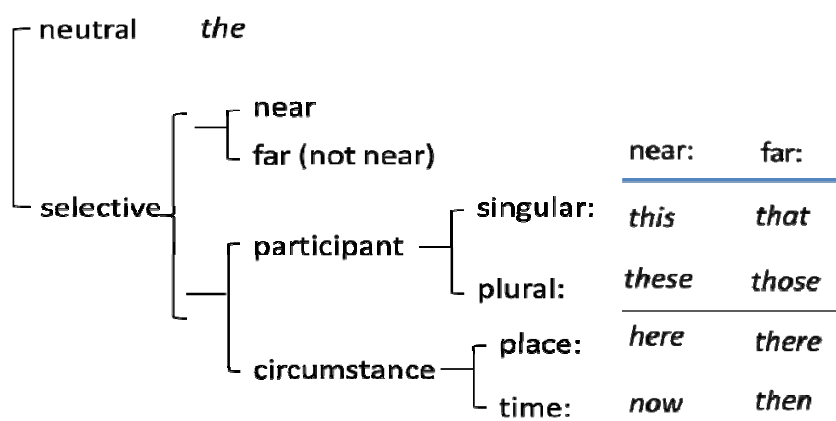 neutral the
near
far (not near)
near: far:
selective
singular: this that
participant
plural: these those
place: here there
circumstance
time: now then